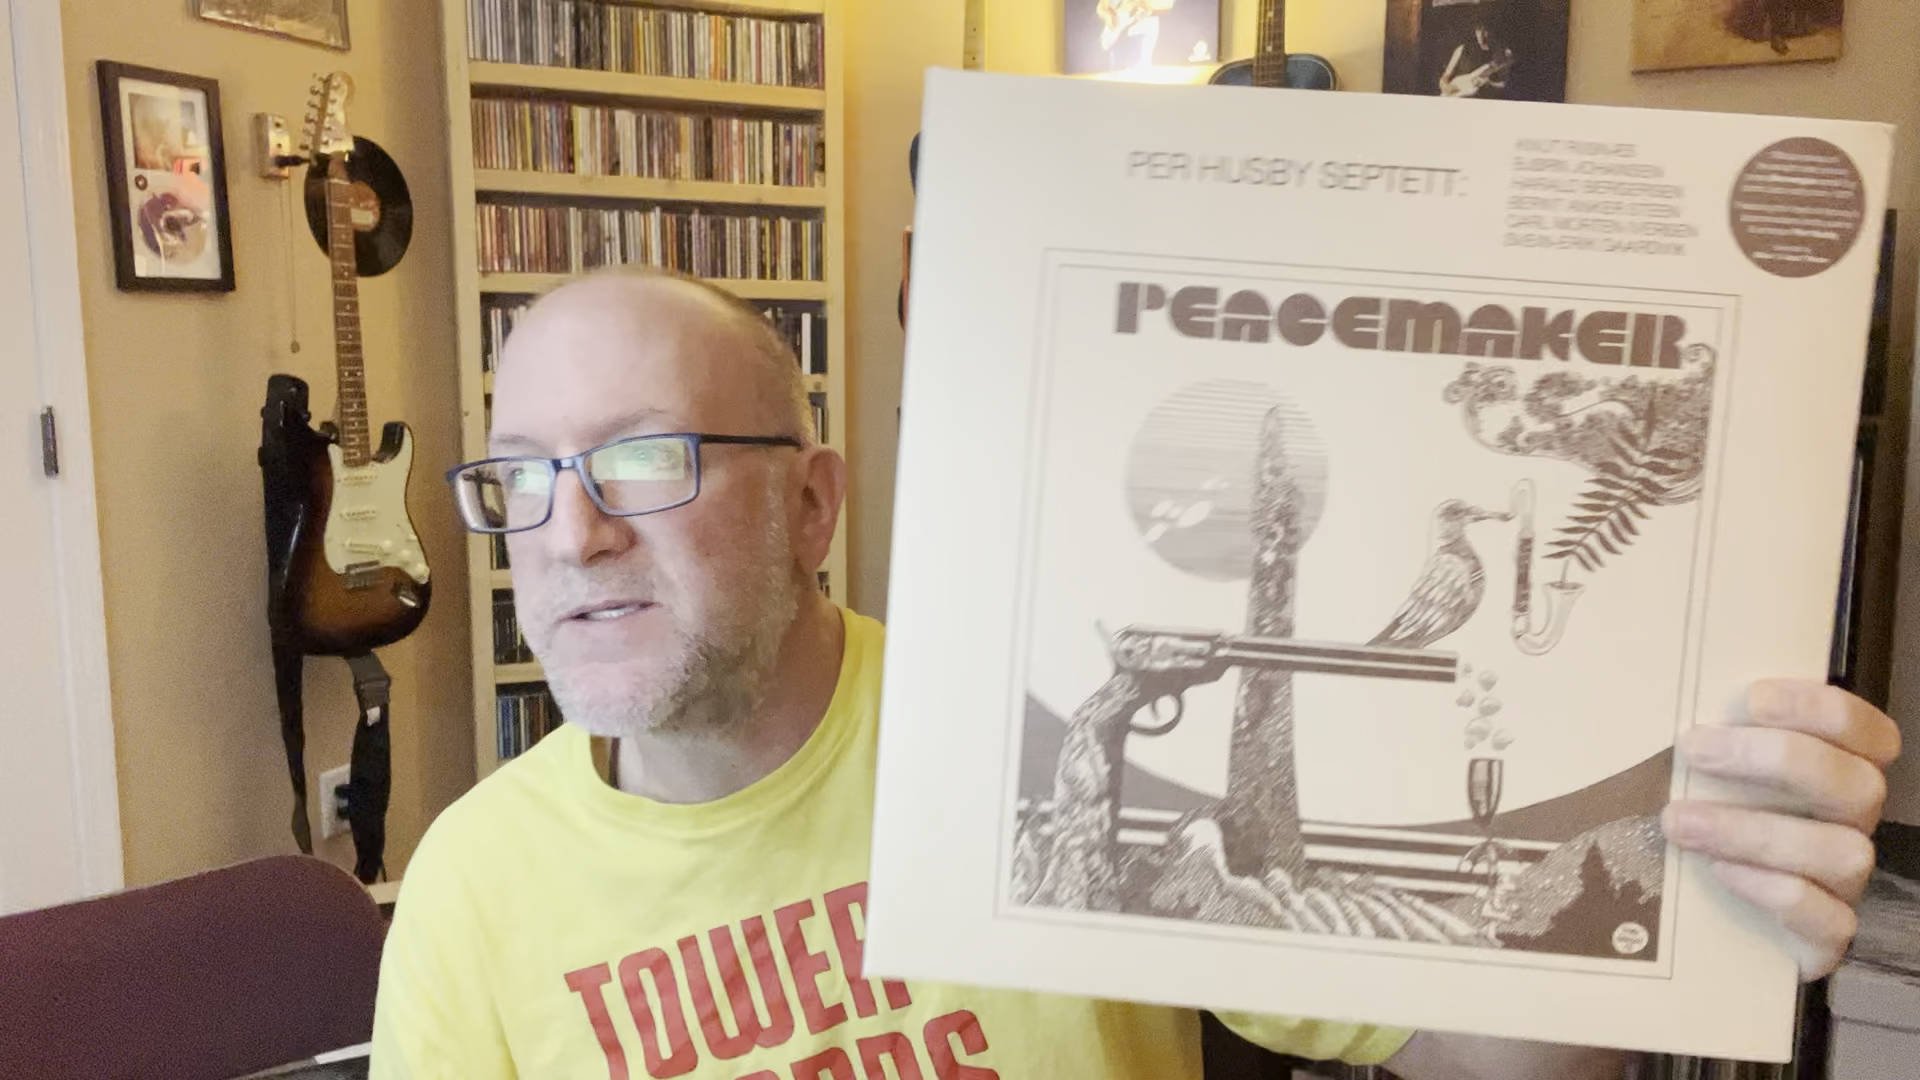 PER HUSBY SEPTETT:
KNUT RIISNÆS
BJØRN JOHANSEN
HARALD BERGERSEN
BERNT ANKER STEEN
CARL MORTEN IVERSEN
SVEIN-ERIK GAARDVIK
PEACEMAKER
TOWER